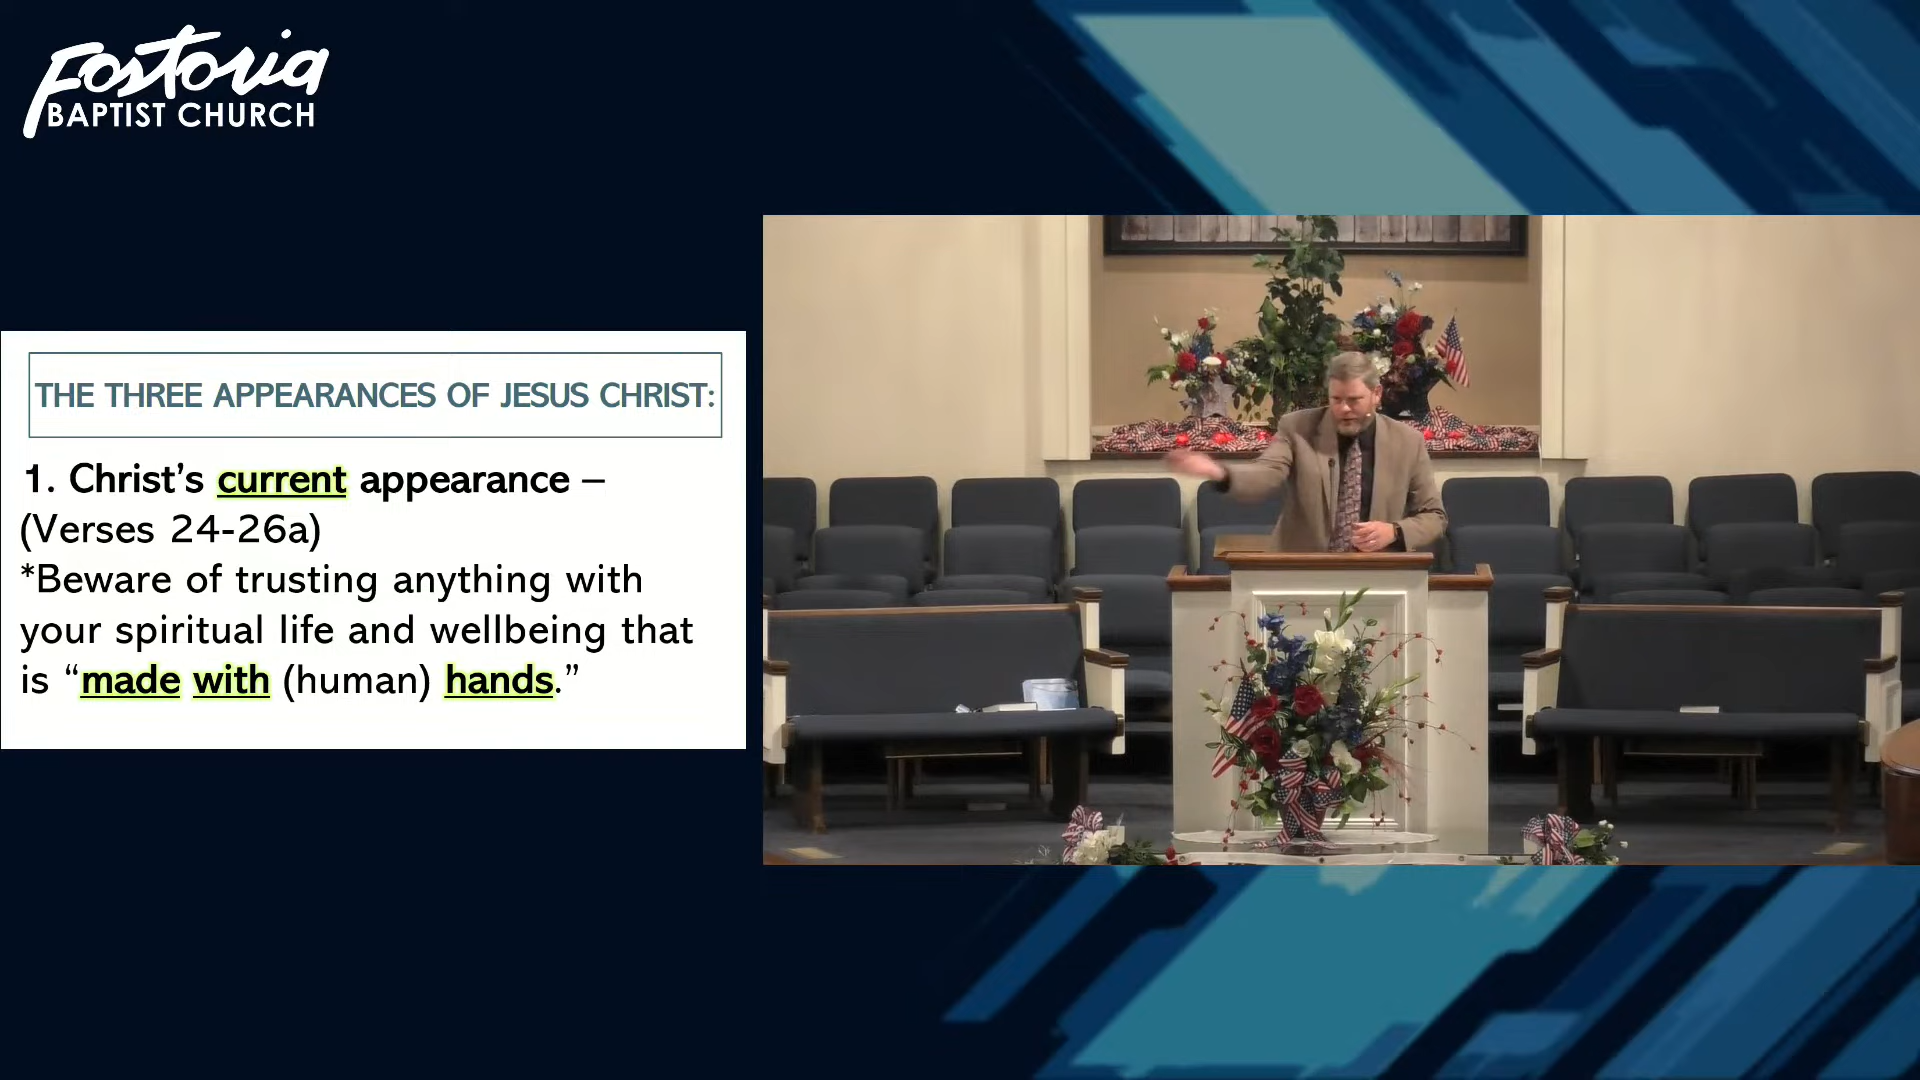 Fostoria
BAPTIST CHURCH
THE THREE APPEARANCES OF JESUS CHRIST:
1. Christ’s current appearance –
(Verses 24-26a)
*Beware of trusting anything with
your spiritual life and wellbeing that
is “made with (human) hands.”